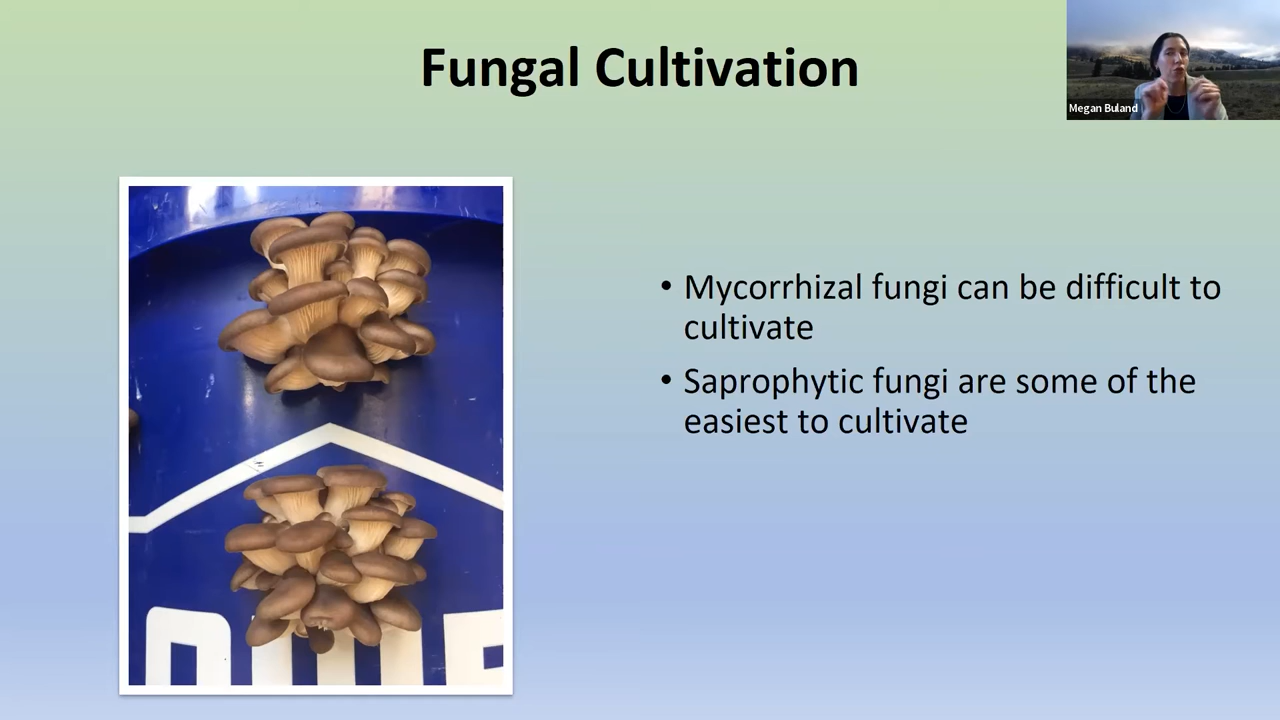 Fungal Cultivation
Megan Buland
• Mycorrhizal fungi can be difficult to
cultivate
• Saprophytic fungi are some of the
easiest to cultivate